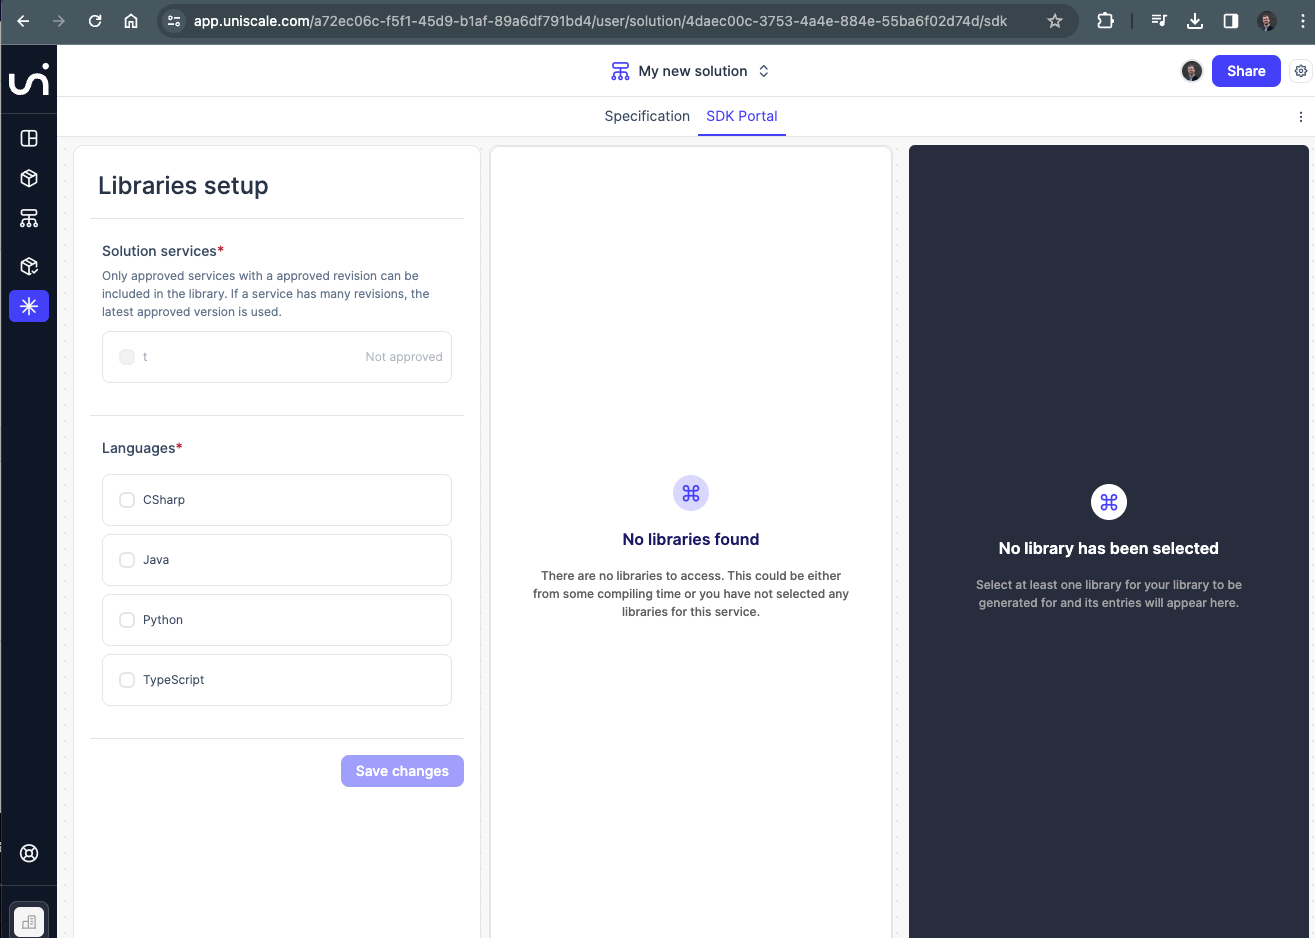 app.uniscale.com/a72ec06c-f5f1-45d9-b1af-89a6df791bd4/user/solution/4daec00c-3753-4a4e-884e-55ba6f02d74d/sdk
uni
My new solution
Share
Specification
SDK Portal
Libraries setup
Solution services*
Only approved services with a approved revision can be
included in the library. If a service has many revisions, the
latest approved version is used.
t
Not approved
Languages*
CSharp
Java
Python
TypeScript
Save changes
No libraries found
There are no libraries to access. This could be either
from some compiling time or you have not selected any
libraries for this service.
No library has been selected
Select at least one library for your library to be
generated for and its entries will appear here.